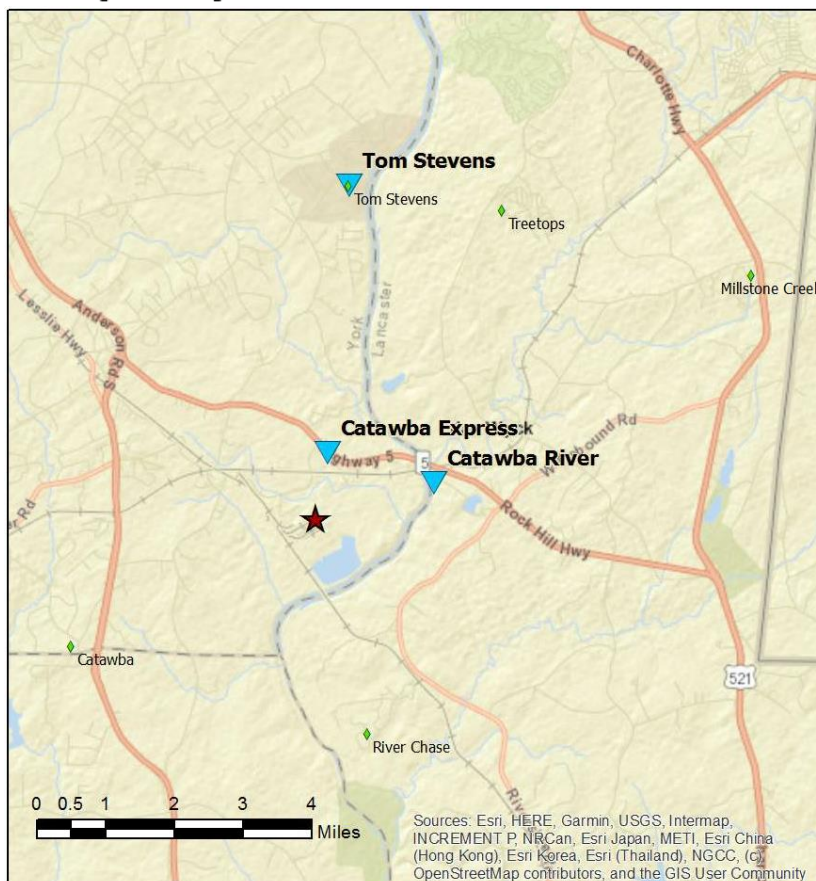 Charlotte Hwy
Tom Stevens
Tom Stevens
Treetops
Millstone Creek
Lesslie Hwy
Anderson Rd S
York
Lancaster
Catawba Express
ghway 5
5
Catawba River
Rock Hill Hwy
er Rd
Catawba
521
River Chase
0 0.5 1 2 3 4
Miles
Sources: Esri, HERE, Garmin, USGS, Intermap,
INCREMENT P, NRCan, Esri Japan, METI, Esri China
(Hong Kong), Esri Korea, Esri (Thailand), NGCC, (c)
OpenStreetMap contributors, and the GIS User Community